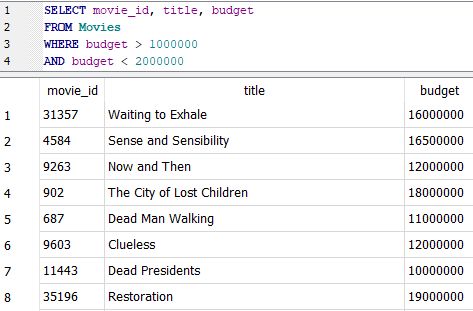 1 SELECT movie_id, title, budget
2 FROM Movies
3 WHERE budget > 1000000
4 AND budget < 2000000
movie_id title budget
1 31357 Waiting to Exhale 16000000
2 4584 Sense and Sensibility 16500000
3 9263 Now and Then 12000000
4 902 The City of Lost Children 18000000
5 687 Dead Man Walking 11000000
6 9603 Clueless 12000000
7 11443 Dead Presidents 10000000
8 35196 Restoration 19000000